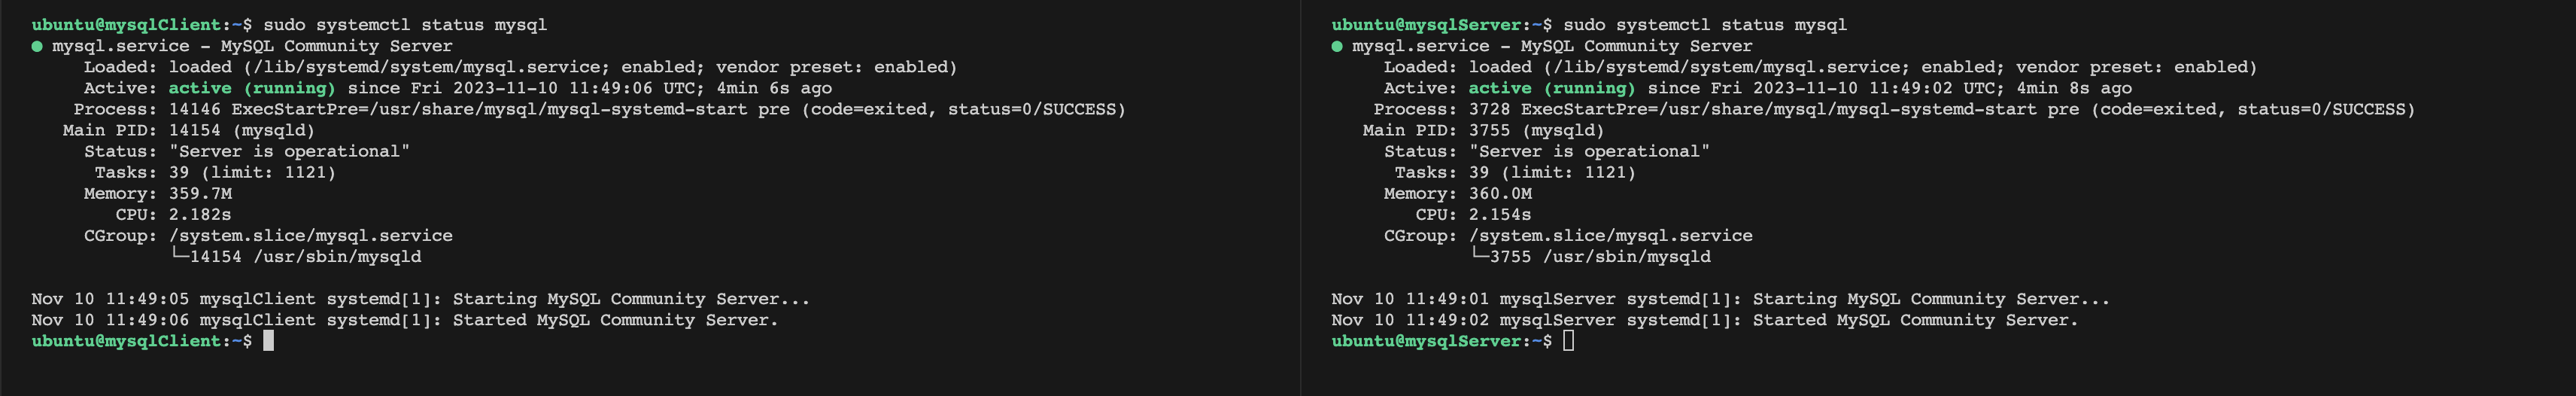 ubuntu@mysqlClient:~$ sudo systemctl status mysql
● mysql.service - MySQL Community Server
     Loaded: loaded (/lib/systemd/system/mysql.service; enabled; vendor preset: enabled)
     Active: active (running) since Fri 2023-11-10 11:49:06 UTC; 4min 6s ago
    Process: 14146 ExecStartPre=/usr/share/mysql/mysql-systemd-start pre (code=exited, status=0/SUCCESS)
   Main PID: 14154 (mysqld)
     Status: "Server is operational"
      Tasks: 39 (limit: 1121)
     Memory: 359.7M
        CPU: 2.182s
     CGroup: /system.slice/mysql.service
             └─14154 /usr/sbin/mysqld

Nov 10 11:49:05 mysqlClient systemd[1]: Starting MySQL Community Server...
Nov 10 11:49:06 mysqlClient systemd[1]: Started MySQL Community Server.
ubuntu@mysqlClient:~$
ubuntu@mysqlServer:~$ sudo systemctl status mysql
● mysql.service - MySQL Community Server
     Loaded: loaded (/lib/systemd/system/mysql.service; enabled; vendor preset: enabled)
     Active: active (running) since Fri 2023-11-10 11:49:02 UTC; 4min 8s ago
    Process: 3728 ExecStartPre=/usr/share/mysql/mysql-systemd-start pre (code=exited, status=0/SUCCESS)
   Main PID: 3755 (mysqld)
     Status: "Server is operational"
      Tasks: 39 (limit: 1121)
     Memory: 360.0M
        CPU: 2.154s
     CGroup: /system.slice/mysql.service
             └─3755 /usr/sbin/mysqld

Nov 10 11:49:01 mysqlServer systemd[1]: Starting MySQL Community Server...
Nov 10 11:49:02 mysqlServer systemd[1]: Started MySQL Community Server.
ubuntu@mysqlServer:~$